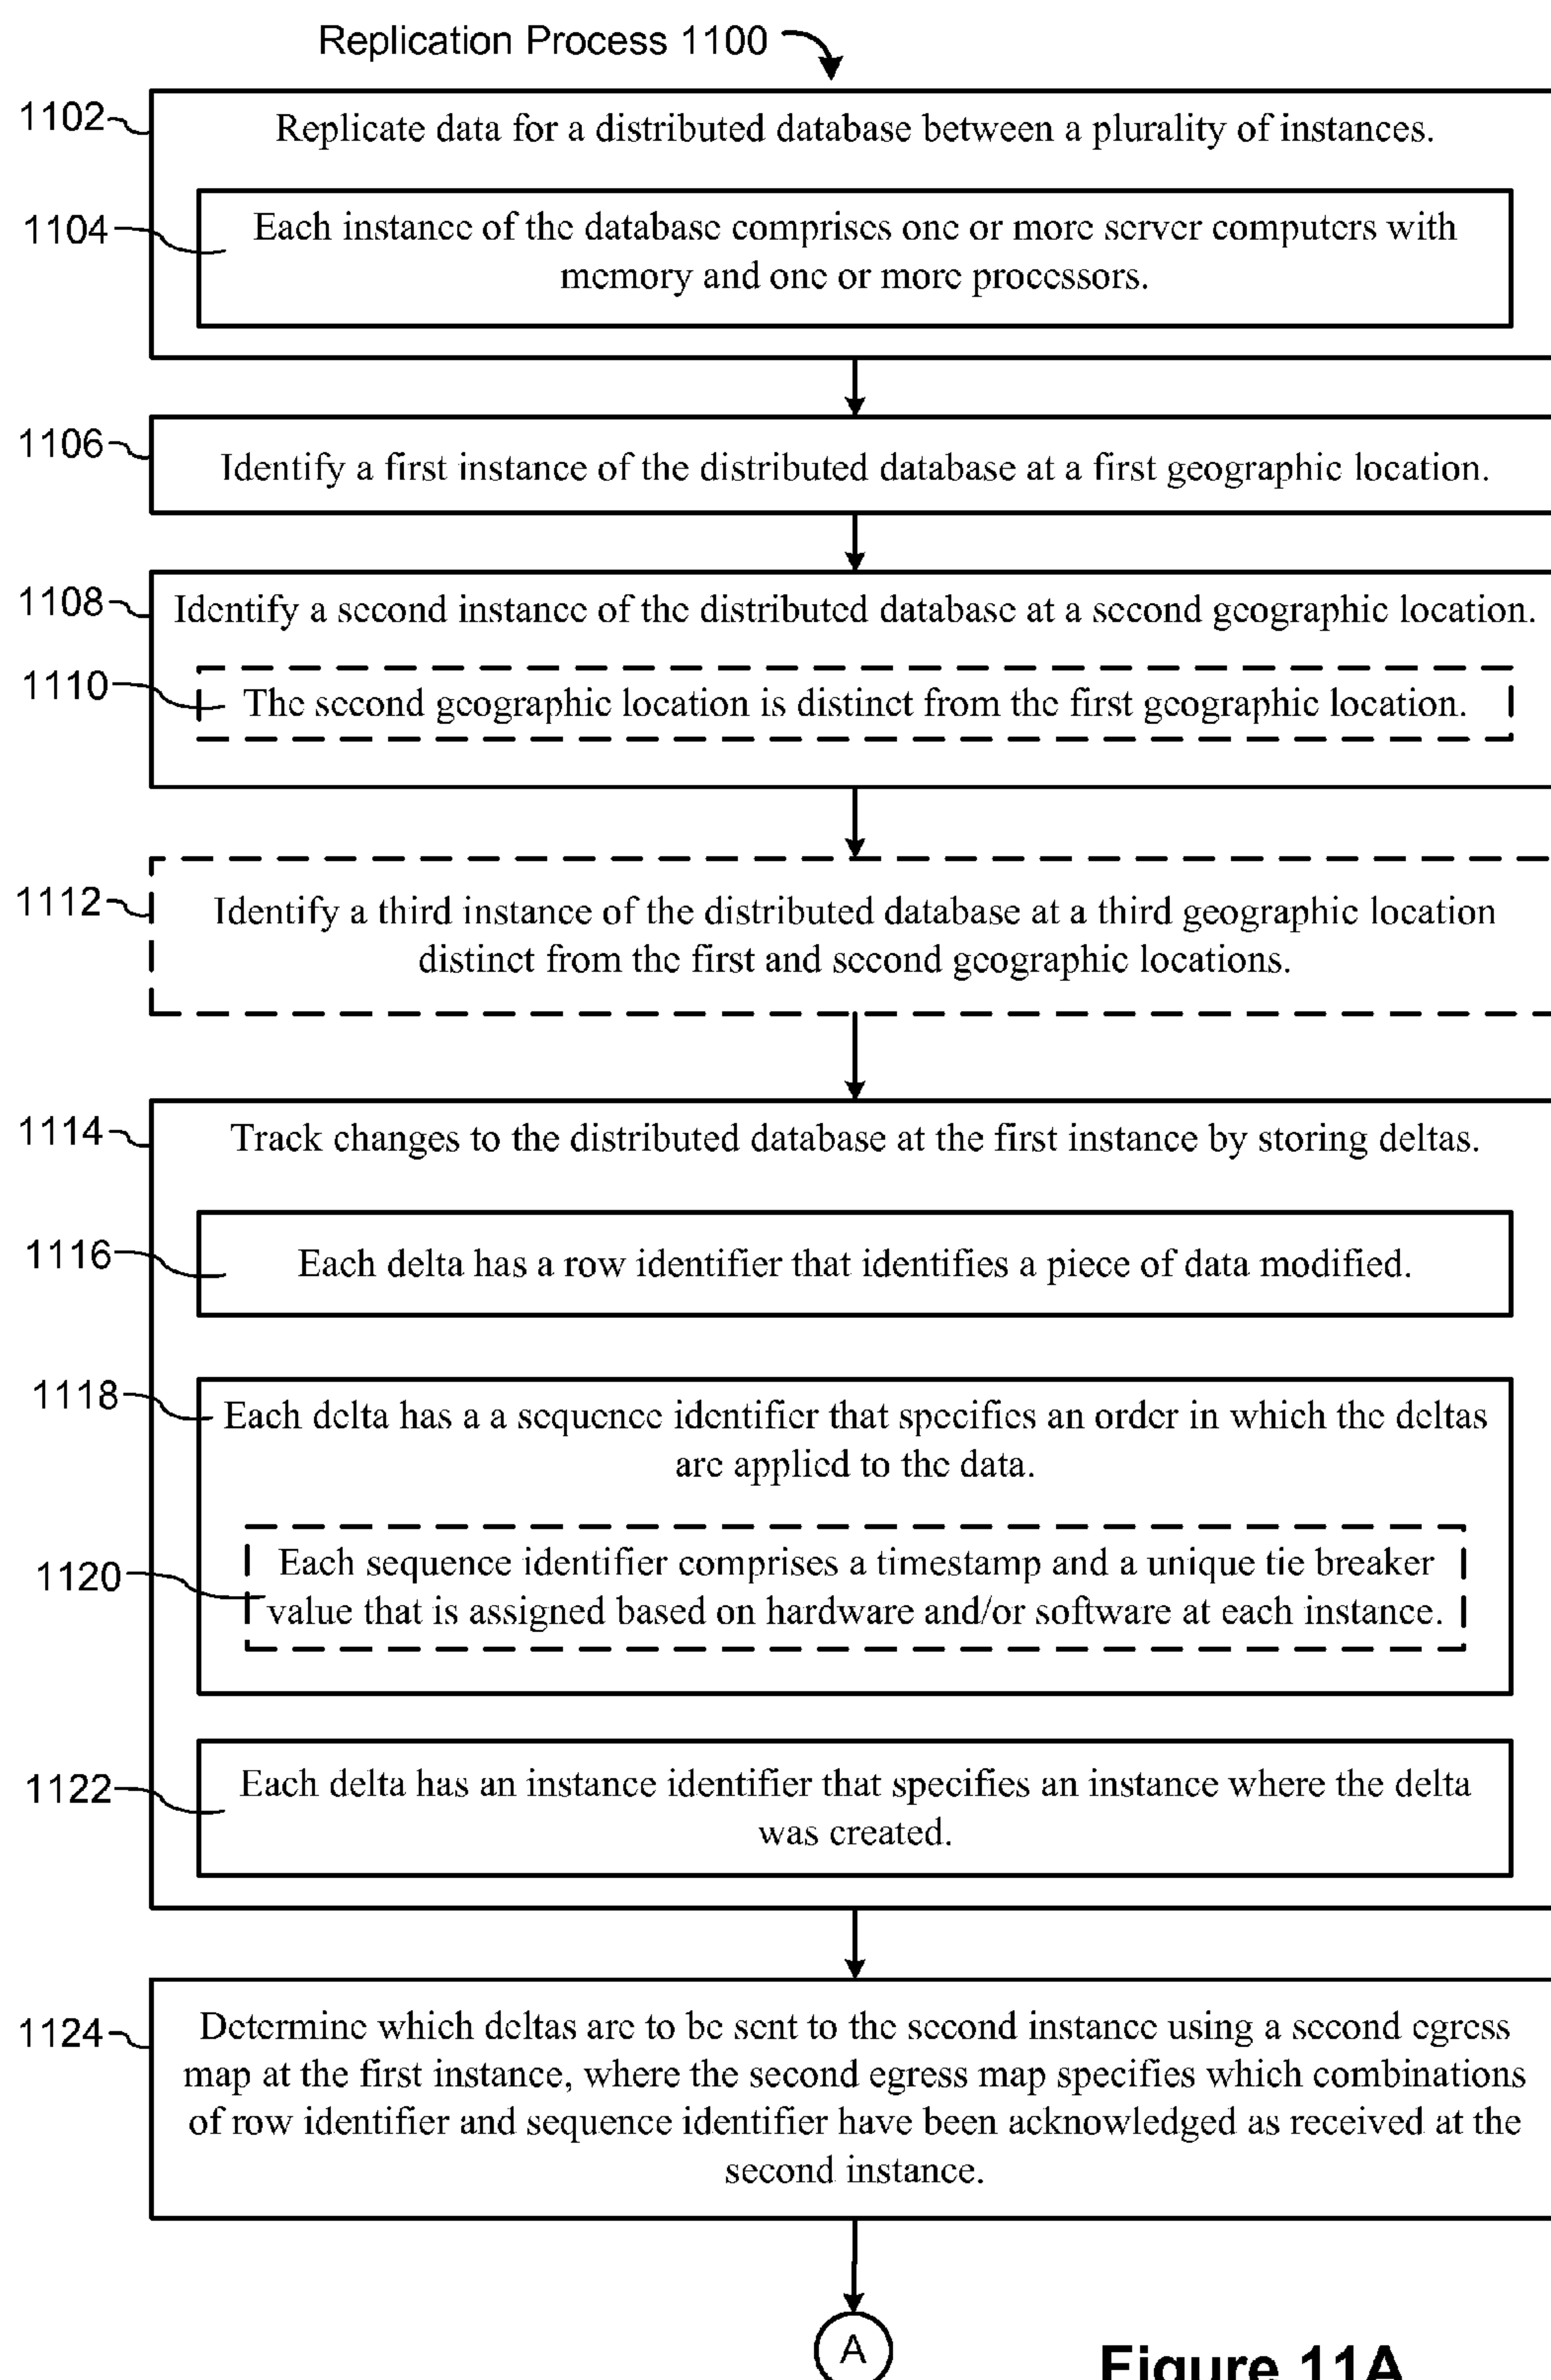 Replication Process 1100
1102
Replicate data for a distributed database between a plurality of instances.
1104
Each instance of the database comprises one or more server computers with
memory and one or more processors.
1106
Identify a first instance of the distributed database at a first geographic location.
1108
Identify a second instance of the distributed database at a second geographic location.
1110
The second geographic location is distinct from the first geographic location.
1112
Identify a third instance of the distributed database at a third geographic location
distinct from the first and second geographic locations.
1114
Track changes to the distributed database at the first instance by storing deltas.
1116
Each delta has a row identifier that identifies a piece of data modified.
1118
Each delta has a a sequence identifier that specifies an order in which the deltas
are applied to the data.
1120
Each sequence identifier comprises a timestamp and a unique tie breaker
value that is assigned based on hardware and/or software at each instance.
1122
Each delta has an instance identifier that specifies an instance where the delta
was created.
1124
Determine which deltas are to be sent to the second instance using a second egress
map at the first instance, where the second egress map specifies which combinations
of row identifier and sequence identifier have been acknowledged as received at the
second instance.
A
Figure 11A